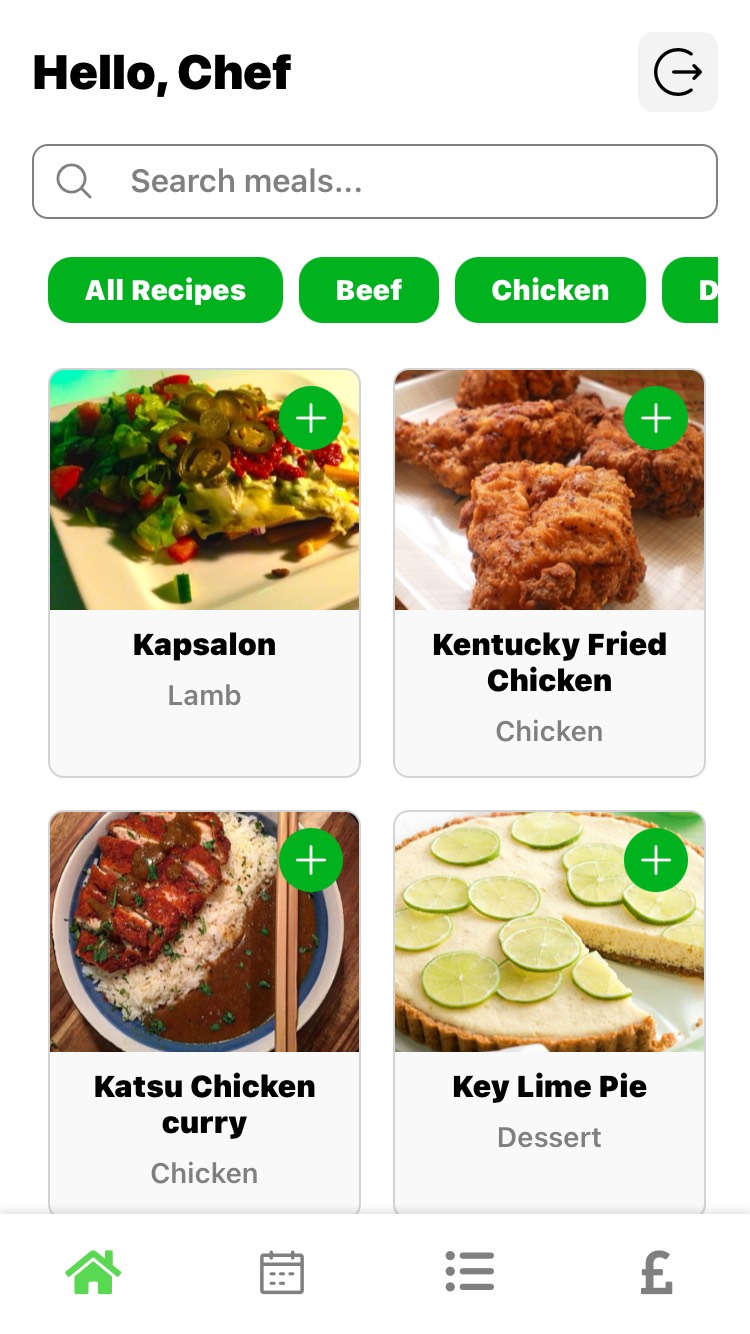 Hello, Chef
Search meals...
All Recipes
Beef
Chicken
D
Kapsalon
Lamb
Kentucky Fried
Chicken
Chicken
Katsu Chicken
curry
Chicken
Key Lime Pie
Dessert
£